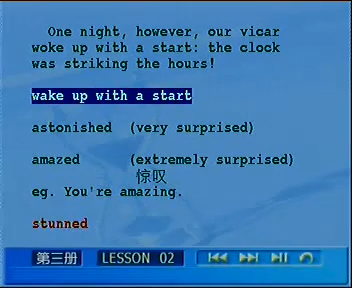 One night, however, our vicar
woke up with a start: the clock
was striking the hours!
wake up with a start
astonished (very surprised)
amazed (extremely surprised)
惊叹
eg. You're amazing.
stunned
第三册 LESSON 02